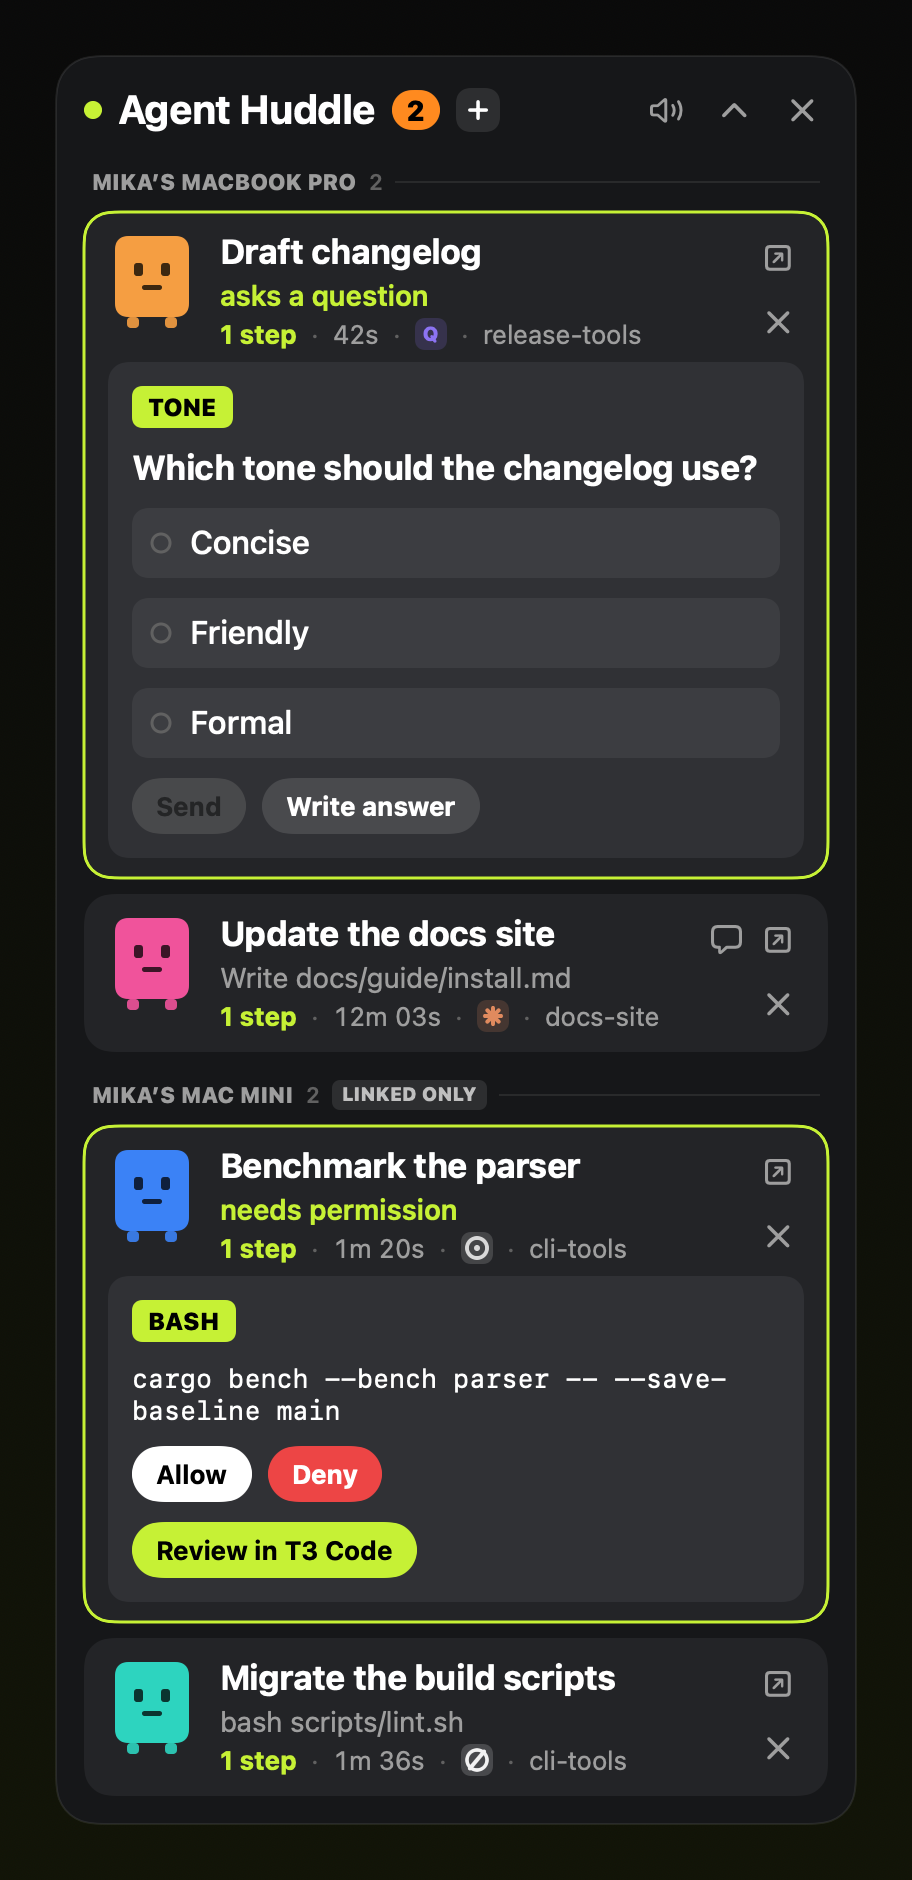 Agent Huddle 2 +
MIKA’S MACBOOK PRO 2
Draft changelog
asks a question
1 step · 42s · Q · release-tools
TONE
Which tone should the changelog use?
Concise
Friendly
Formal
Send Write answer
Update the docs site
Write docs/guide/install.md
1 step · 12m 03s · docs-site
MIKA’S MAC MINI 2 LINKED ONLY
Benchmark the parser
needs permission
1 step · 1m 20s · cli-tools
BASH
cargo bench --bench parser -- --save-
baseline main
Allow Deny
Review in T3 Code
Migrate the build scripts
bash scripts/lint.sh
1 step · 1m 36s · cli-tools